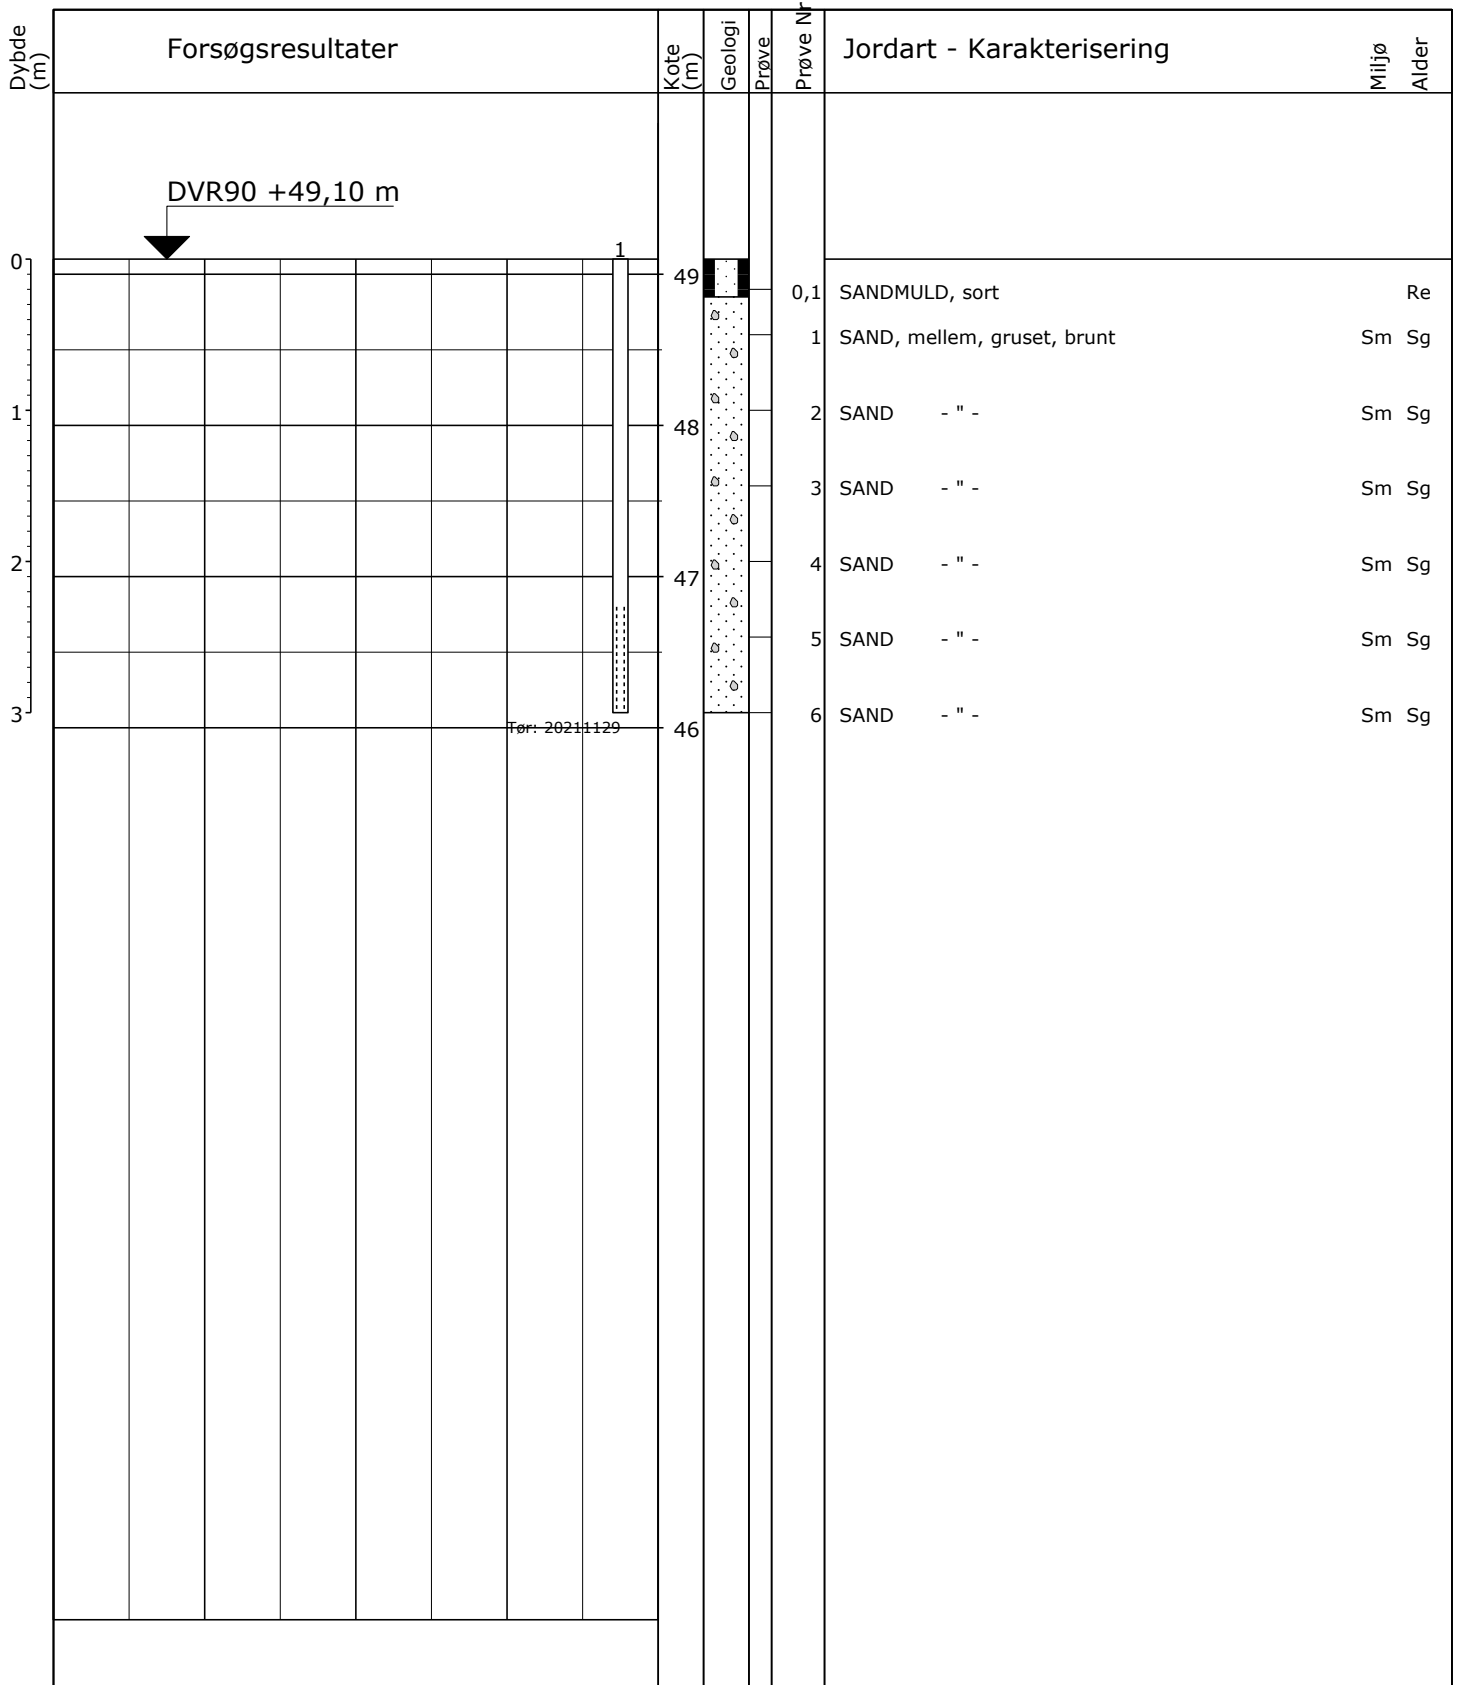 Dybde
(m)
Forsøgsresultater
Kote
(m)
Geologi
Prøve
Prøve Nr
Jordart - Karakterisering
Miljø
Alder
DVR90 +49,10 m
1
0
49
0,1 SANDMULD, sort Re
1 SAND, mellem, gruset, brunt Sm Sg
1
48
2 SAND - " - Sm Sg
3 SAND - " - Sm Sg
2
47
4 SAND - " - Sm Sg
5 SAND - " - Sm Sg
3
6 SAND - " - Sm Sg
Tør: 20211129
46